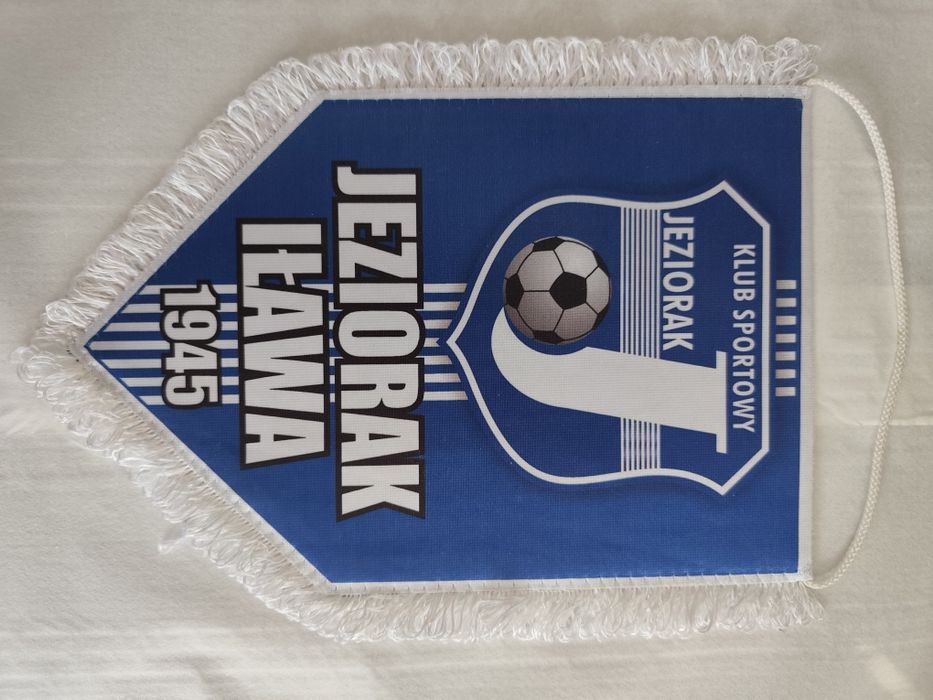 KLUB SPORTOWY
JEZIORAK
JEZIORAK
IŁAWA
1945